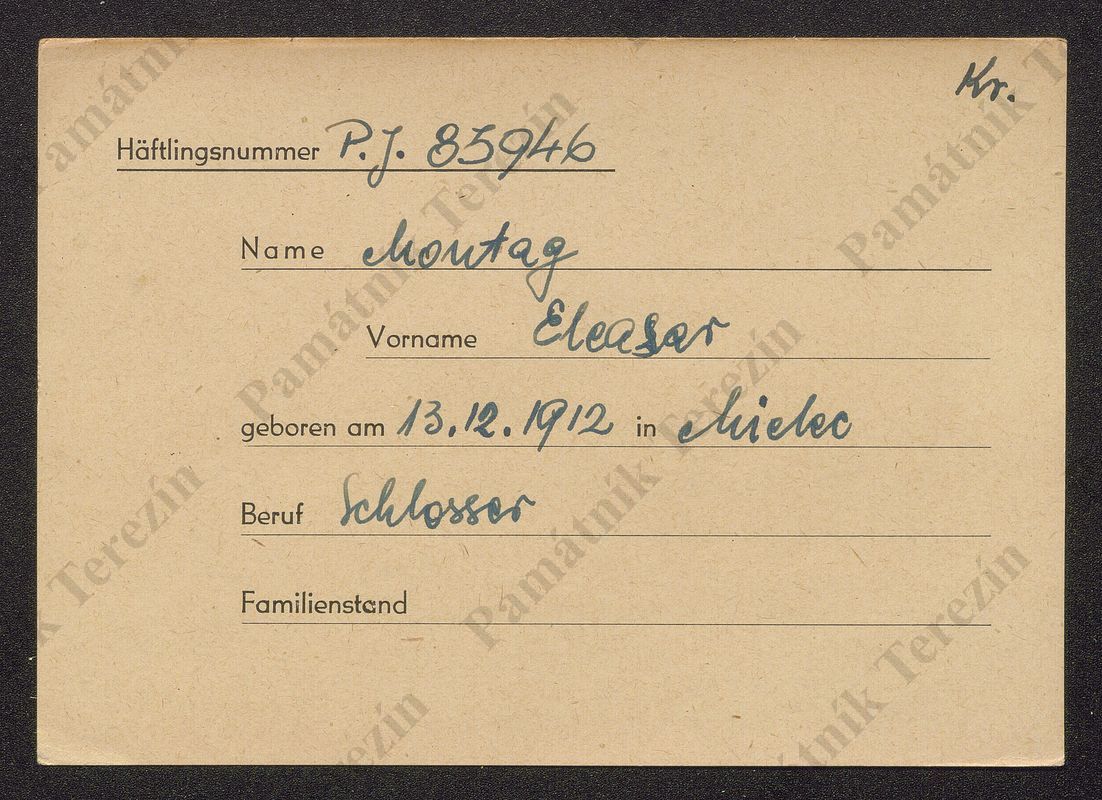 Kr.
Häftlingsnummer P.J. 85946
Name Montag
Vorname Eleasar
geboren am 13.12.1912 in Mielec
Beruf Schlosser
Familienstand
Památník Terezín